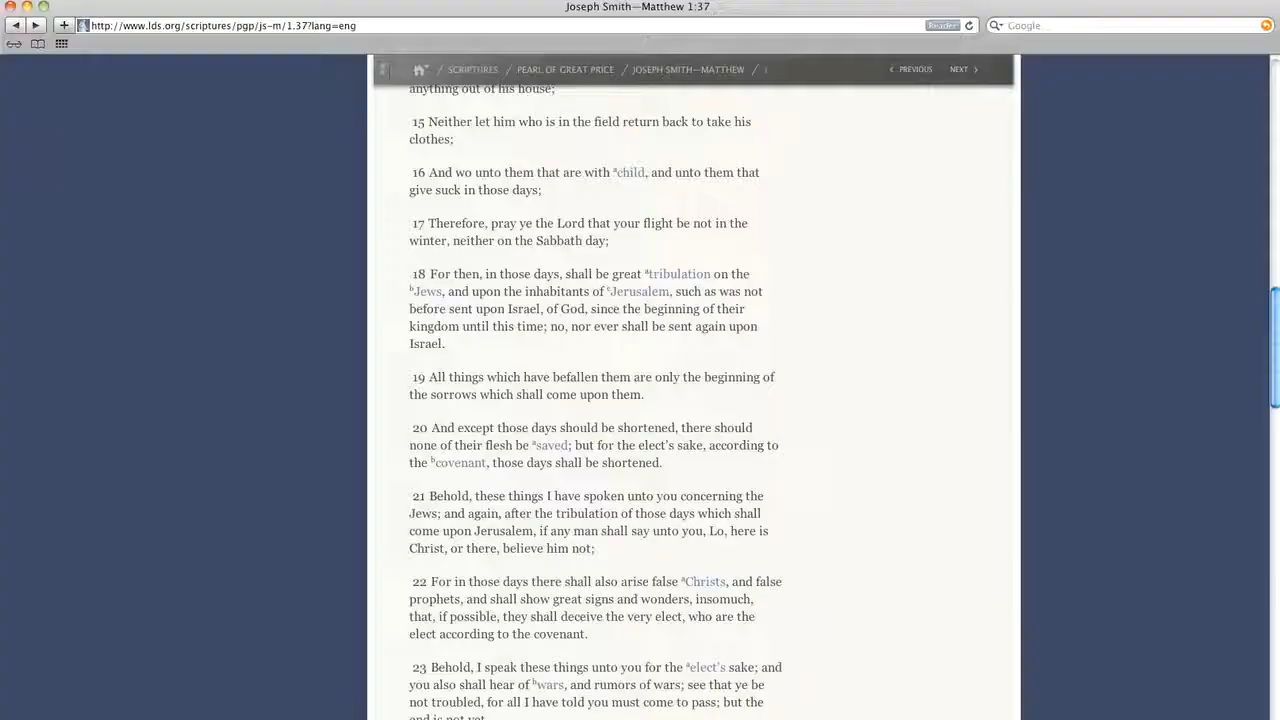 Joseph Smith—Matthew 1:37
http://www.lds.org/scriptures/pgp/js-m/1.37?lang=eng
Reader
Google
/ SCRIPTURES / PEARL OF GREAT PRICE / JOSEPH SMITH—MATTHEW /
PREVIOUS NEXT
anything out of his house;
15 Neither let him who is in the field return back to take his
clothes;
16 And wo unto them that are with achild, and unto them that
give suck in those days;
17 Therefore, pray ye the Lord that your flight be not in the
winter, neither on the Sabbath day;
18 For then, in those days, shall be great atribulation on the
bJews, and upon the inhabitants of cJerusalem, such as was not
before sent upon Israel, of God, since the beginning of their
kingdom until this time; no, nor ever shall be sent again upon
Israel.
19 All things which have befallen them are only the beginning of
the sorrows which shall come upon them.
20 And except those days should be shortened, there should
none of their flesh be asaved; but for the elect's sake, according to
the bcovenant, those days shall be shortened.
21 Behold, these things I have spoken unto you concerning the
Jews; and again, after the tribulation of those days which shall
come upon Jerusalem, if any man shall say unto you, Lo, here is
Christ, or there, believe him not;
22 For in those days there shall also arise false aChrists, and false
prophets, and shall show great signs and wonders, insomuch,
that, if possible, they shall deceive the very elect, who are the
elect according to the covenant.
23 Behold, I speak these things unto you for the aelect's sake; and
you also shall hear of bwars, and rumors of wars; see that ye be
not troubled, for all I have told you must come to pass; but the
end is not yet